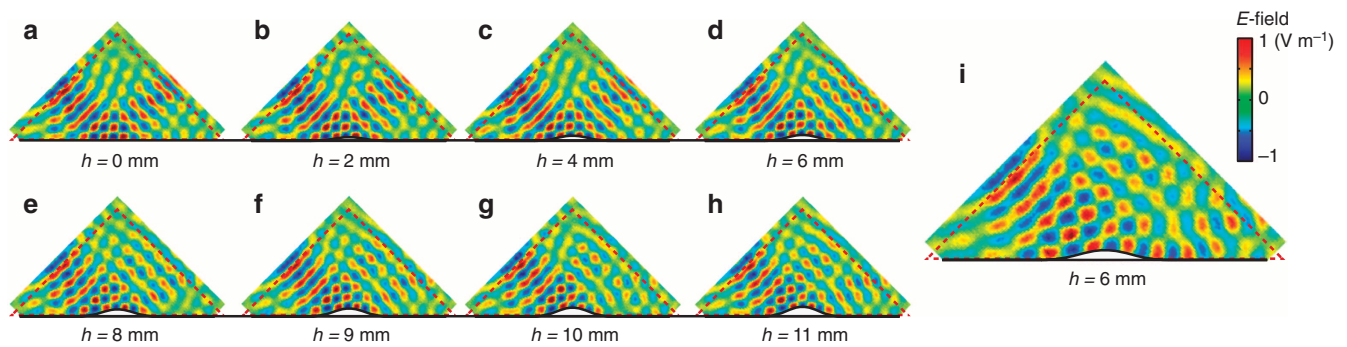 a b c d
E-field
1 (V m⁻¹)
0
−1
i
h = 0 mm h = 2 mm h = 4 mm h = 6 mm
e f g h
h = 8 mm h = 9 mm h = 10 mm h = 11 mm
h = 6 mm